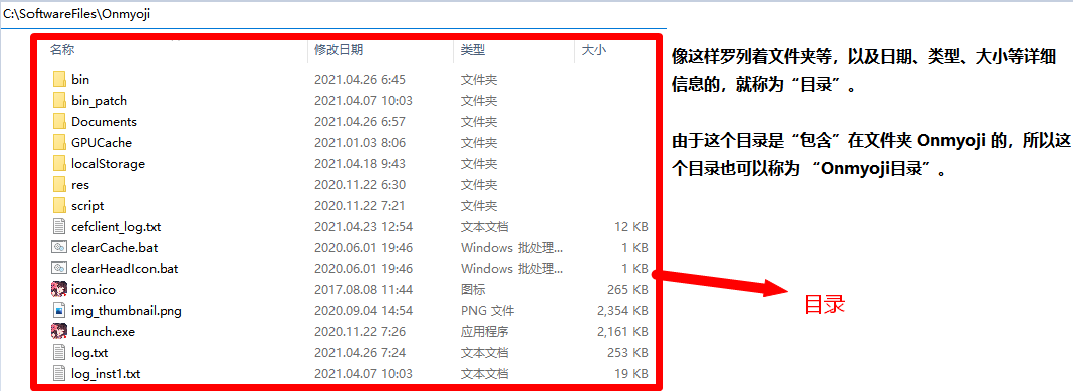 C:\SoftwareFiles\Onmyoji
名称 修改日期 类型 大小
bin 2021.04.26 6:45 文件夹
bin_patch 2021.04.07 10:03 文件夹
Documents 2021.04.26 6:57 文件夹
GPUCache 2021.01.03 8:06 文件夹
localStorage 2021.04.18 9:43 文件夹
res 2020.11.22 6:30 文件夹
script 2020.11.22 7:21 文件夹
cefclient_log.txt 2021.04.23 12:54 文本文档 12 KB
clearCache.bat 2020.06.01 19:46 Windows 批处理... 1 KB
clearHeadIcon.bat 2020.06.01 19:46 Windows 批处理... 1 KB
icon.ico 2017.08.08 11:44 图标 265 KB
img_thumbnail.png 2020.09.04 14:54 PNG 文件 2,354 KB
Launch.exe 2020.11.22 7:26 应用程序 2,161 KB
log.txt 2021.04.26 7:24 文本文档 253 KB
log_inst1.txt 2021.04.07 10:03 文本文档 19 KB
像这样罗列着文件夹等，以及日期、类型、大小等详细
信息的，就称为“目录”。
由于这个目录是“包含”在文件夹 Onmyoji 的，所以这
个目录也可以称为 “Onmyoji目录”。
目录